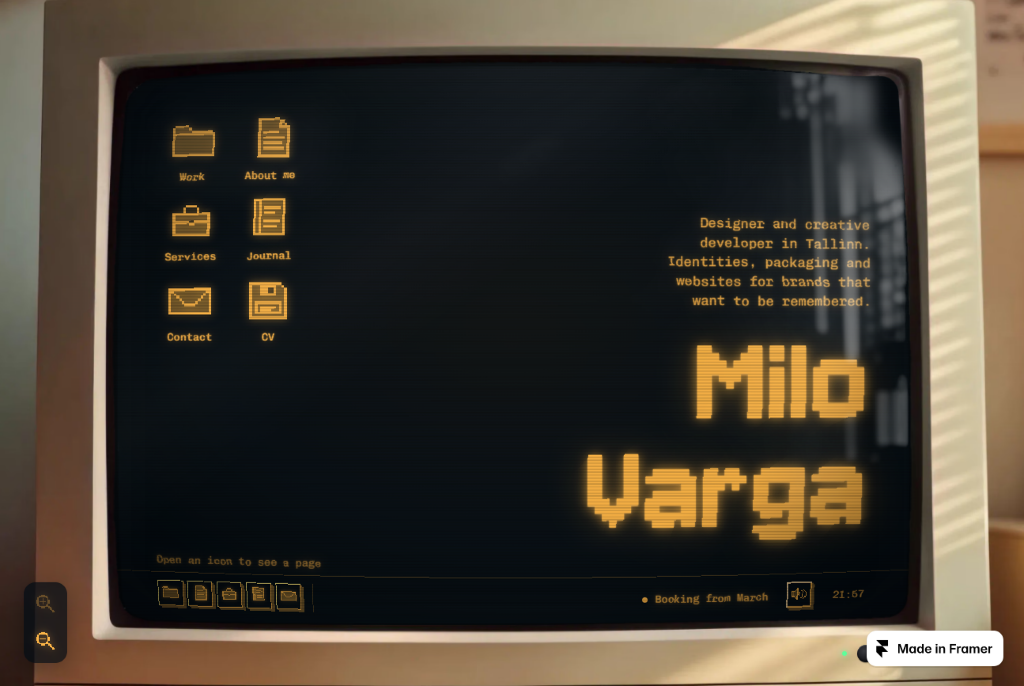 Work
About me
Services
Journal
Contact
CV
Designer and creative
developer in Tallinn.
Identities, packaging and
websites for brands that
want to be remembered.
Milo
Varga
Open an icon to see a page
Booking from March
21:57
Made in Framer